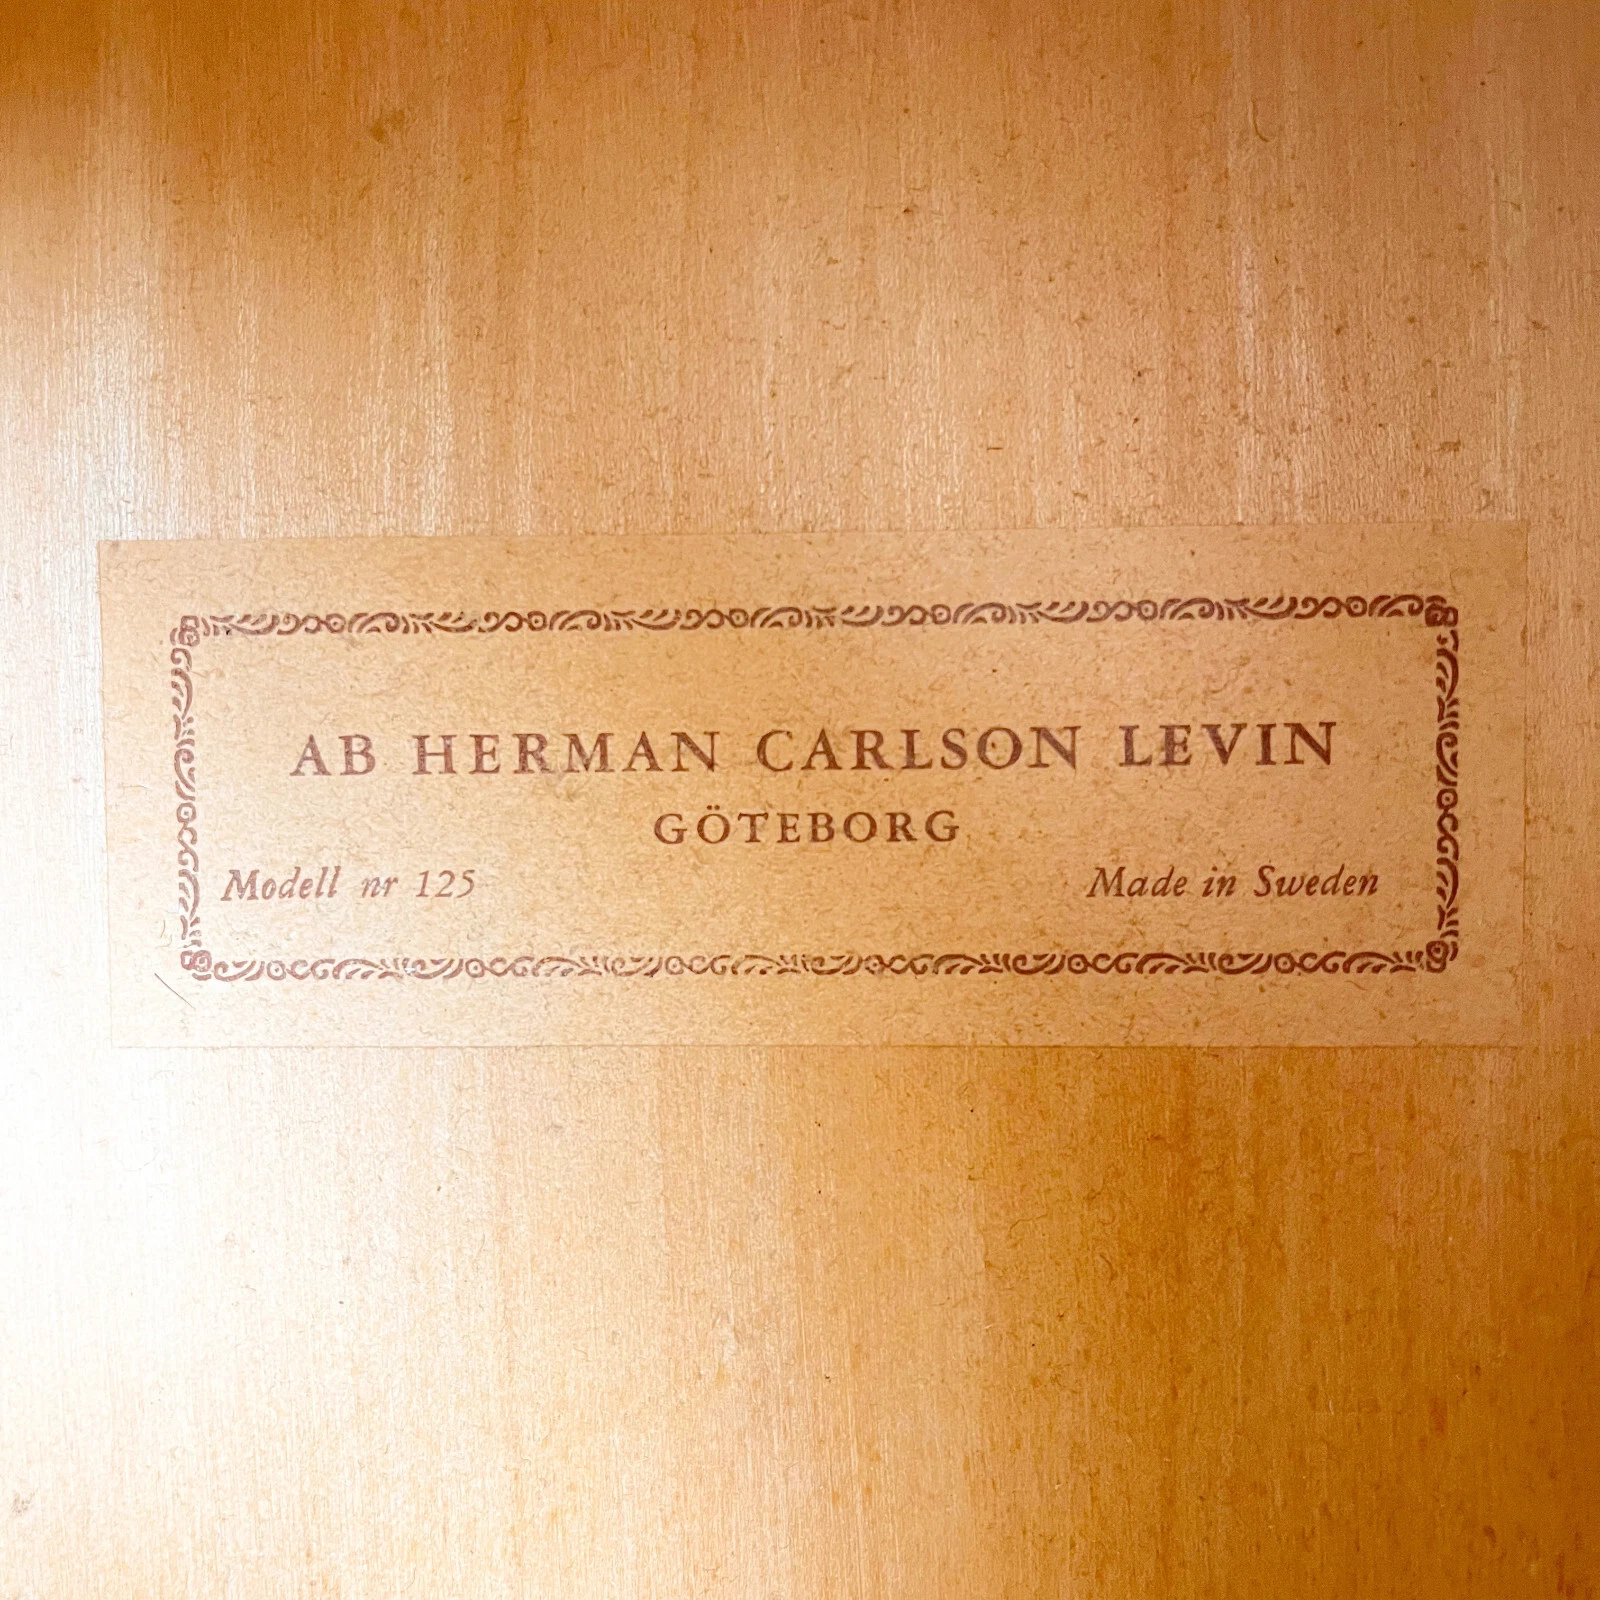 AB HERMAN CARLSON LEVIN
GÖTEBORG
Modell nr 125 Made in Sweden